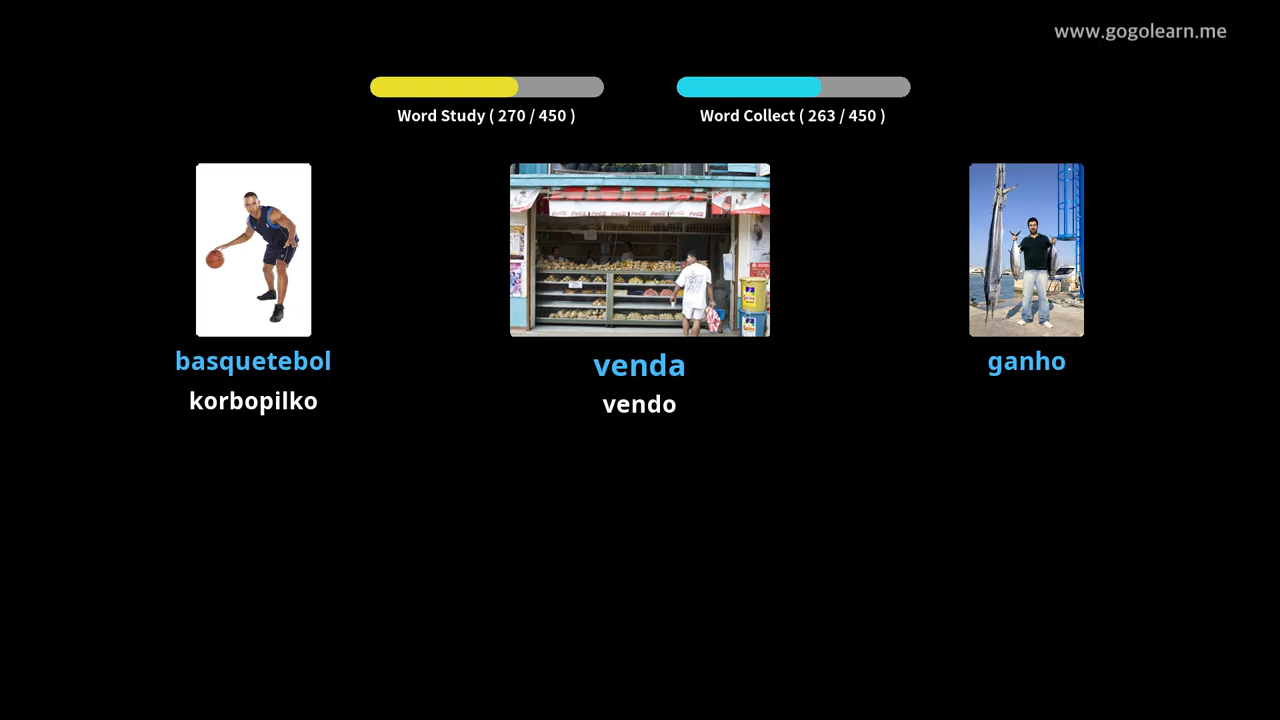 www.gogolearn.me
Word Study ( 270 / 450 )
Word Collect ( 263 / 450 )
basquetebol
venda
ganho
korbopilko
vendo